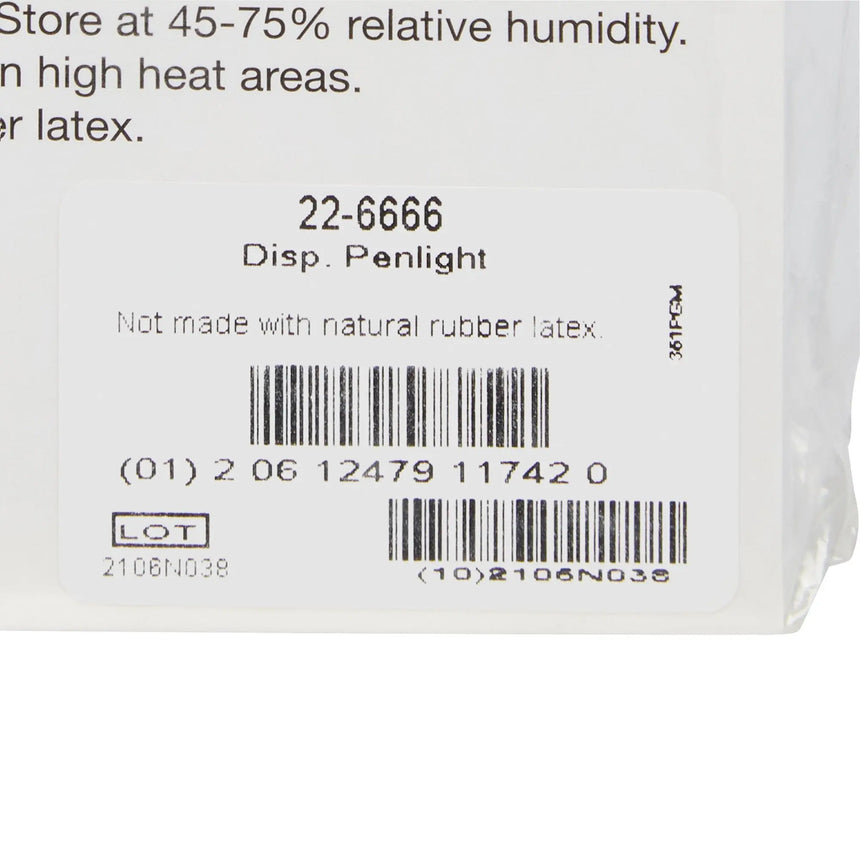 Store at 45-75% relative humidity.
n high heat areas.
er latex.
22-6666
Disp. Penlight
Not made with natural rubber latex.
361PGM
(01) 2 06 12479 11742 0
LOT
2106N038
(10)2106N038